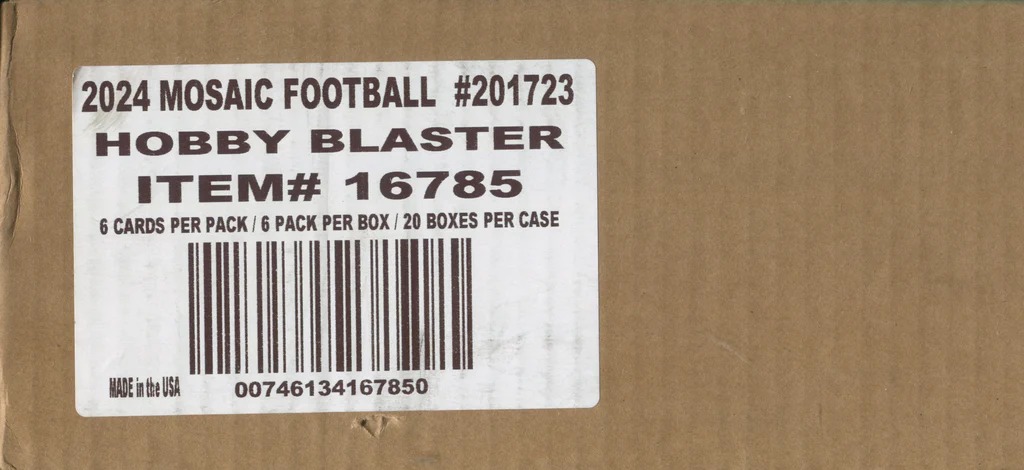 2024 MOSAIC FOOTBALL #201723
HOBBY BLASTER
ITEM# 16785
6 CARDS PER PACK / 6 PACK PER BOX / 20 BOXES PER CASE
MADE in the USA
00746134167850